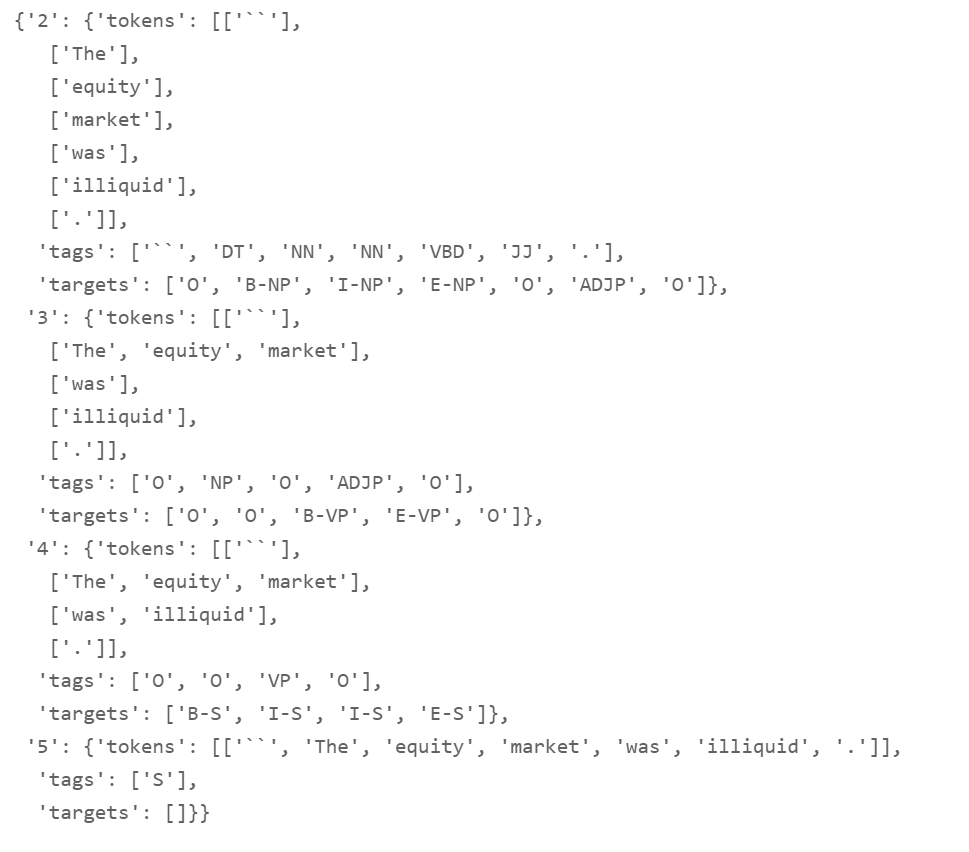 {'2': {'tokens': [['``'],
['The'],
['equity'],
['market'],
['was'],
['illiquid'],
['.']],
'tags': ['``', 'DT', 'NN', 'NN', 'VBD', 'JJ', '.'],
'targets': ['O', 'B-NP', 'I-NP', 'E-NP', 'O', 'ADJP', 'O']},
'3': {'tokens': [['``'],
['The', 'equity', 'market'],
['was'],
['illiquid'],
['.']],
'tags': ['O', 'NP', 'O', 'ADJP', 'O'],
'targets': ['O', 'O', 'B-VP', 'E-VP', 'O']},
'4': {'tokens': [['``'],
['The', 'equity', 'market'],
['was', 'illiquid'],
['.']],
'tags': ['O', 'O', 'VP', 'O'],
'targets': ['B-S', 'I-S', 'I-S', 'E-S']},
'5': {'tokens': [['``', 'The', 'equity', 'market', 'was', 'illiquid', '.']],
'tags': ['S'],
'targets': []}}